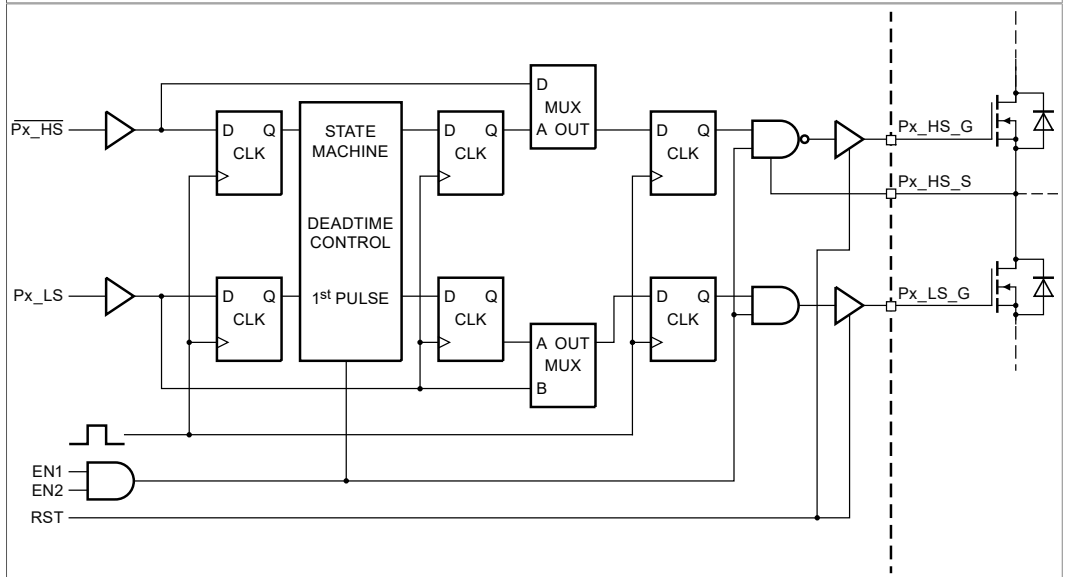 D
MUX
A OUT
Px_HS
D Q
CLK
STATE
MACHINE
DEADTIME
CONTROL
1st PULSE
D Q
CLK
D Q
CLK
Px_HS_G
Px_HS_S
Px_LS
D Q
CLK
D Q
CLK
A OUT
MUX
B
D Q
CLK
Px_LS_G
EN1
EN2
RST